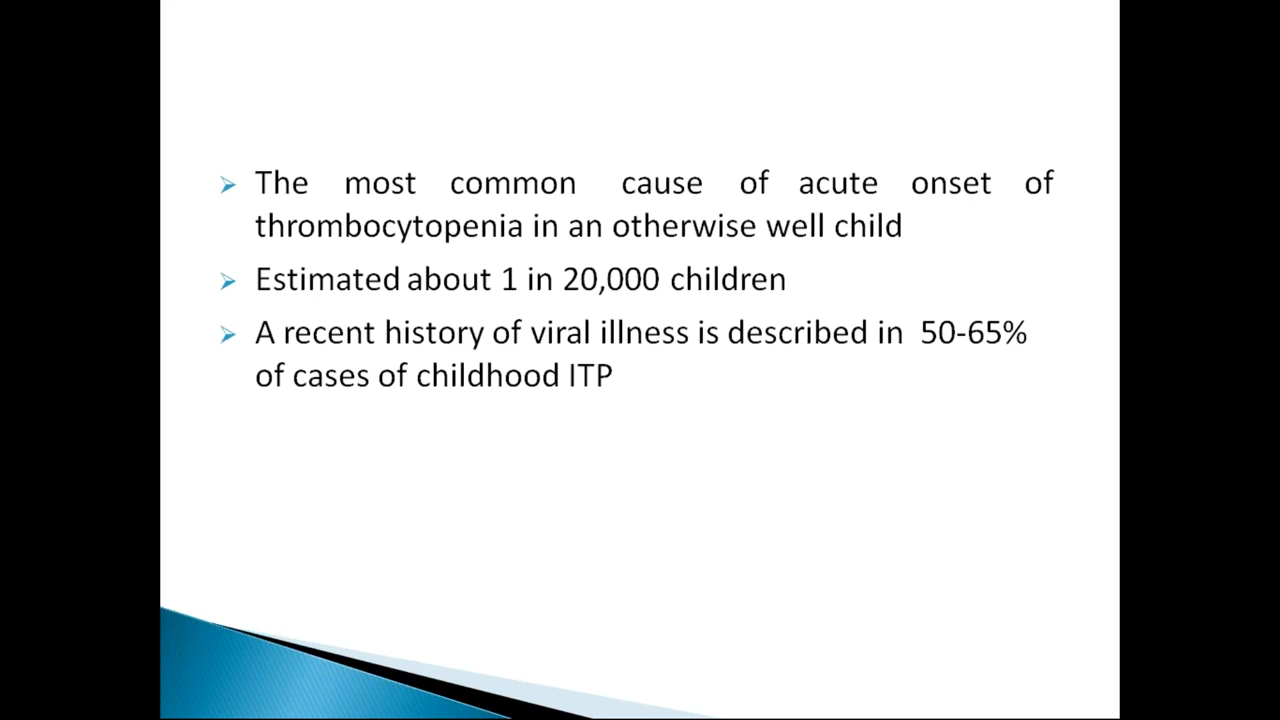 The most common cause of acute onset of
thrombocytopenia in an otherwise well child
Estimated about 1 in 20,000 children
A recent history of viral illness is described in 50-65%
of cases of childhood ITP